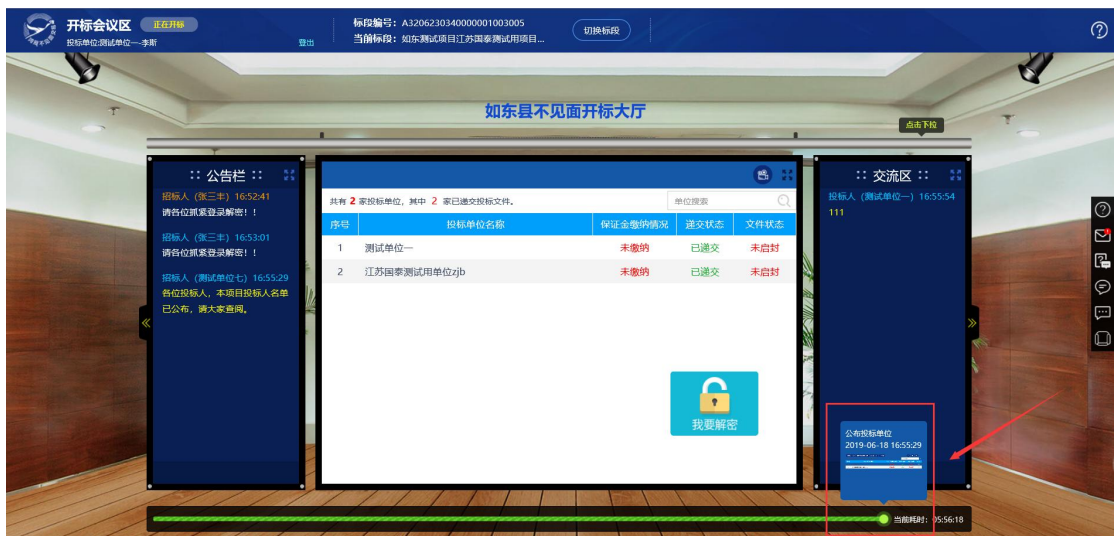 开标会议区 正在开标
投标单位:测试单位一--李斯 登出
标段编号：A3206230340000001003005
当前标段：如东测试项目江苏国泰测试用项目...
切换标段
如东县不见面开标大厅
点击下拉
:: 公告栏 ::
招标人 (张三丰) 16:52:41
请各位抓紧登录解密！！
招标人 (张三丰) 16:53:01
请各位抓紧登录解密！！
招标人 (测试单位七) 16:55:29
各位投标人，本项目投标人名单
已公布，请大家查阅。
共有 2 家投标单位，其中 2 家已递交投标文件。 单位搜索
序号 投标单位名称 保证金缴纳情况 递交状态 文件状态
1 测试单位一 未缴纳 已递交 未启封
2 江苏国泰测试用单位zjb 未缴纳 已递交 未启封
我要解密
:: 交流区 ::
投标人 (测试单位一) 16:55:54
111
公布投标单位
2019-06-18 16:55:29
当前耗时：05:56:18